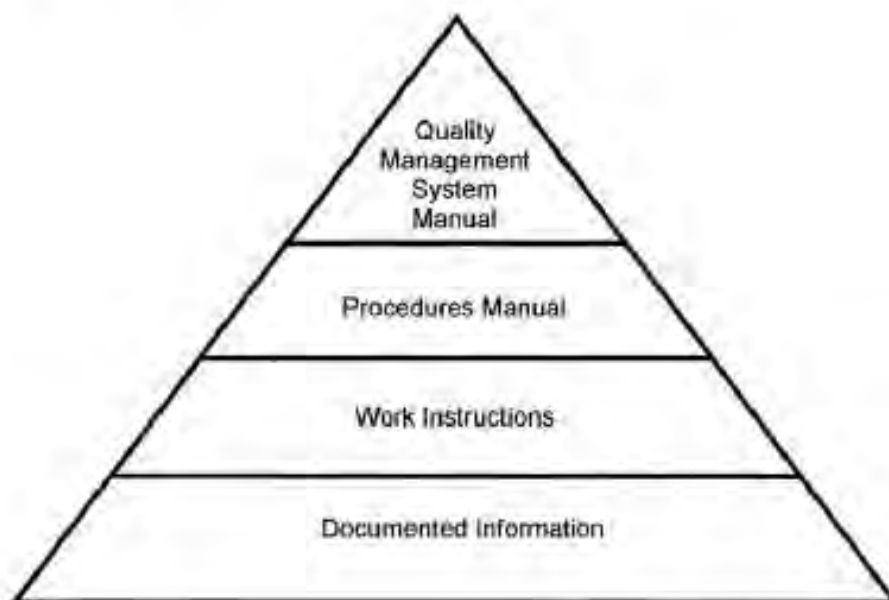 Quality
Management
System
Manual
Procedures Manual
Work Instructions
Documented Information